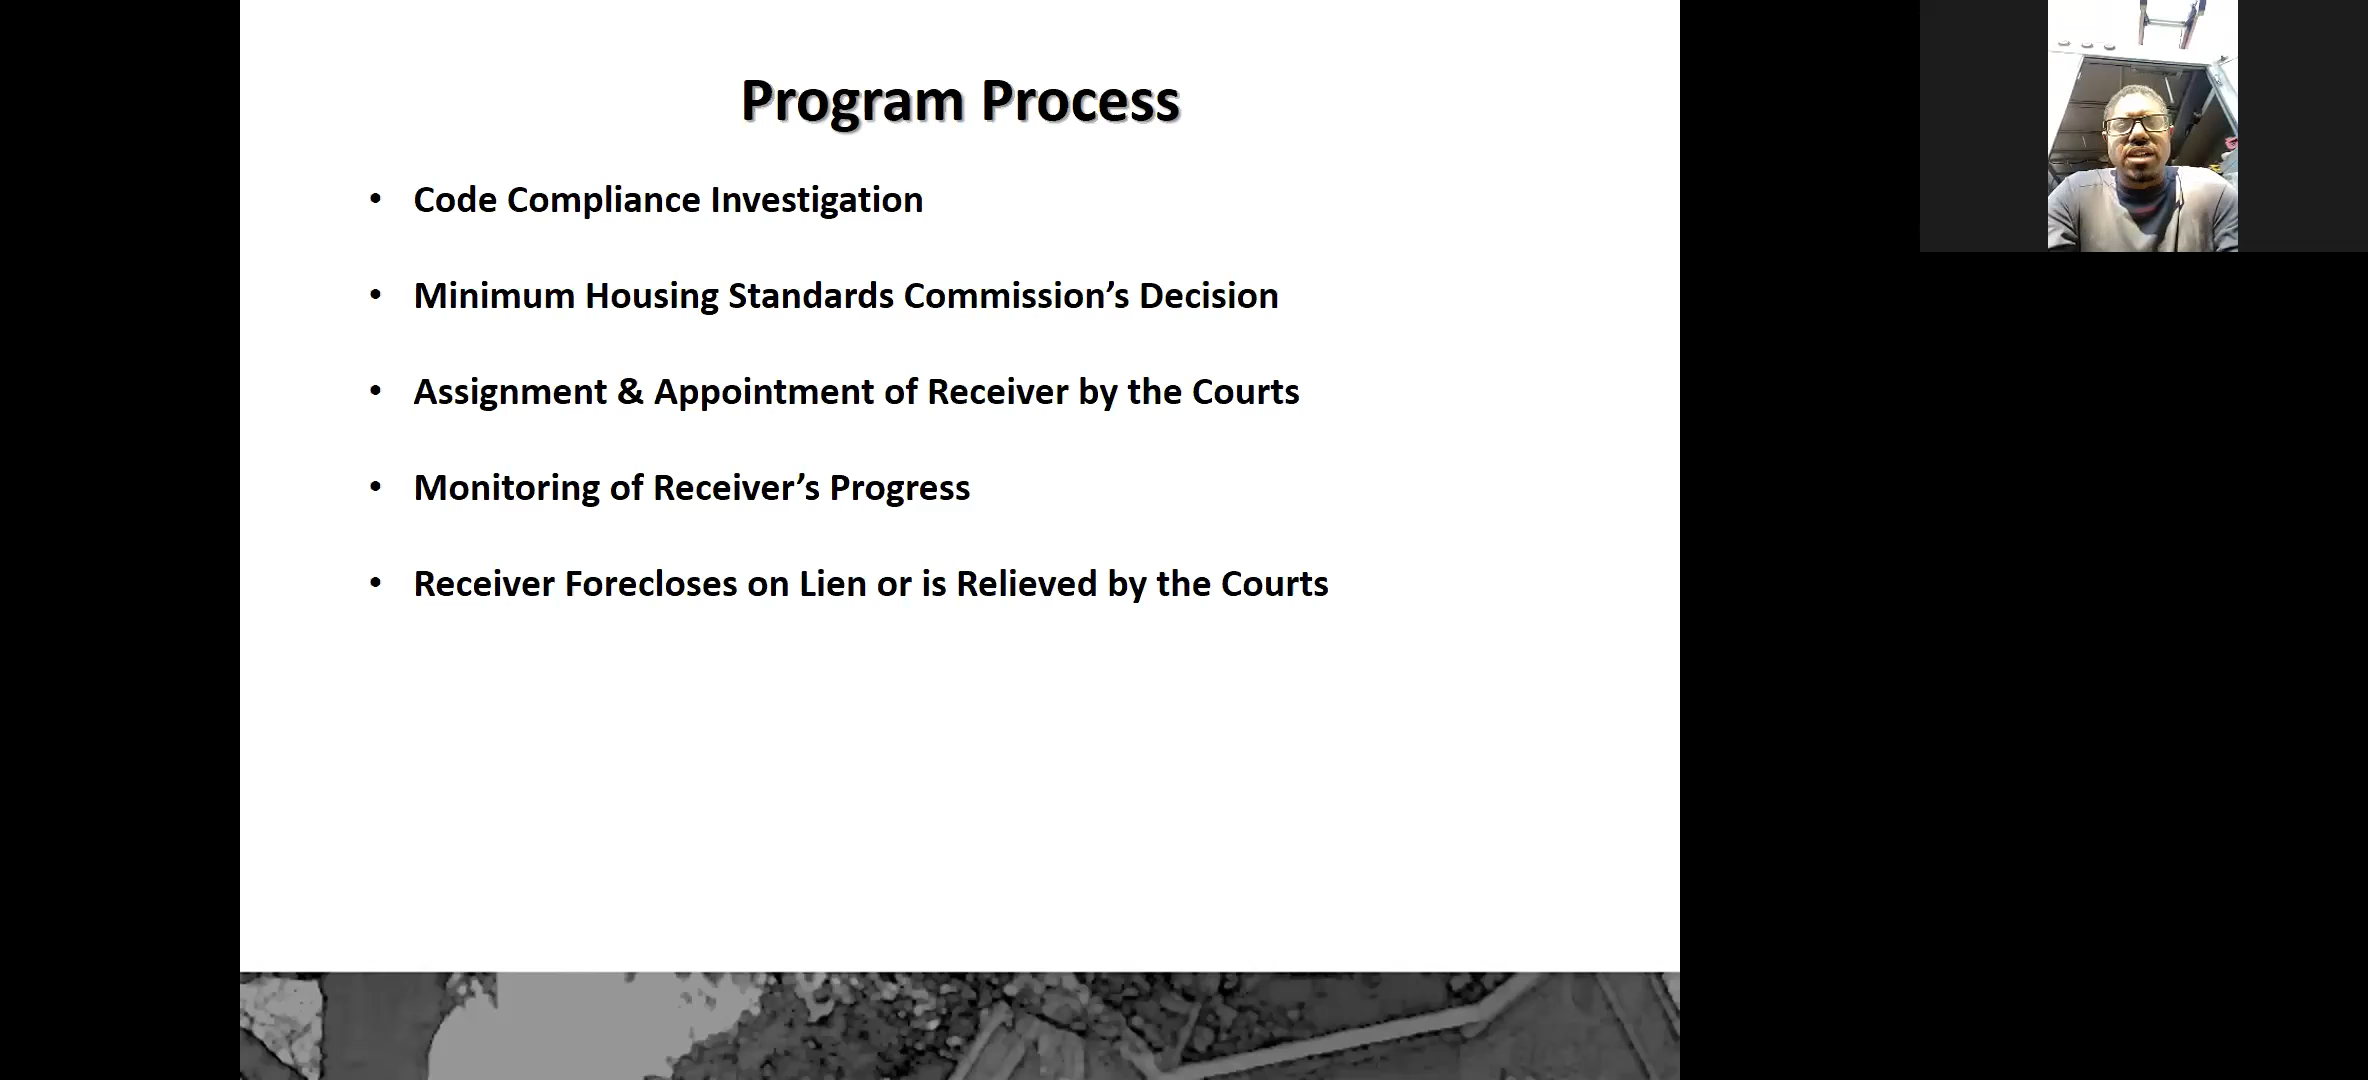 Program Process
• Code Compliance Investigation
• Minimum Housing Standards Commission’s Decision
• Assignment & Appointment of Receiver by the Courts
• Monitoring of Receiver’s Progress
• Receiver Forecloses on Lien or is Relieved by the Courts